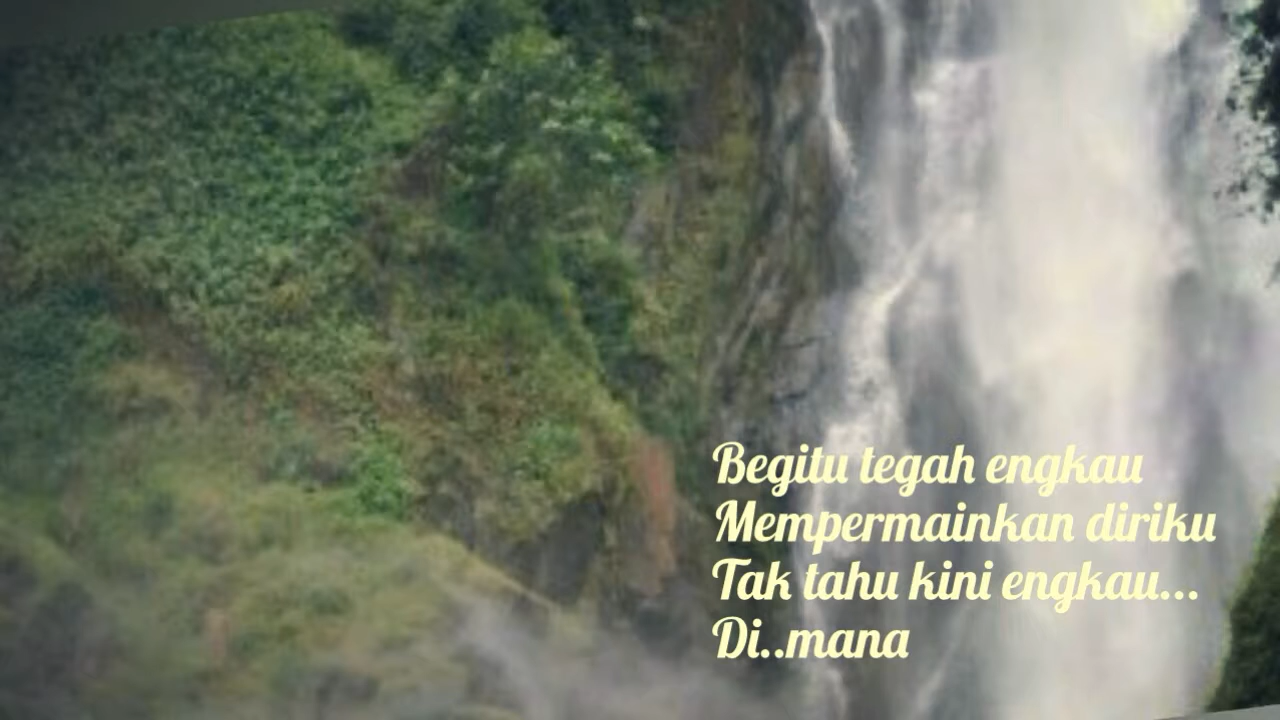 Begitu tegah engkau
Mempermainkan diriku
Tak tahu kini engkau...
Di..mana